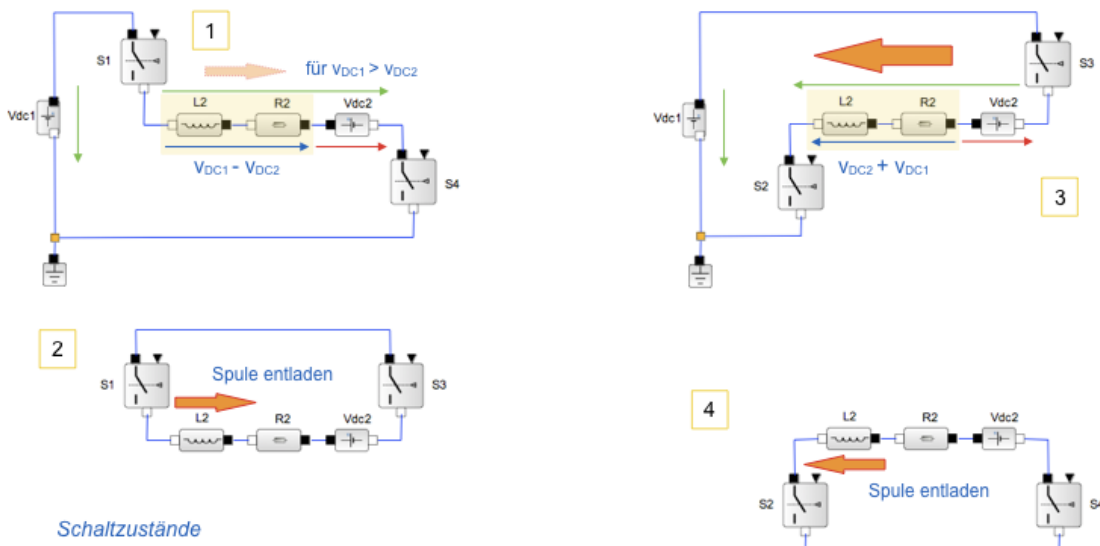 1
S1
für vDC1 > vDC2
L2
R2
Vdc2
Vdc1
vDC1 - vDC2
S4
S3
L2
R2
Vdc2
Vdc1
vDC2 + vDC1
S2
3
2
S1
Spule entladen
S3
L2
R2
Vdc2
4
L2
R2
Vdc2
S2
Spule entladen
S4
Schaltzustände